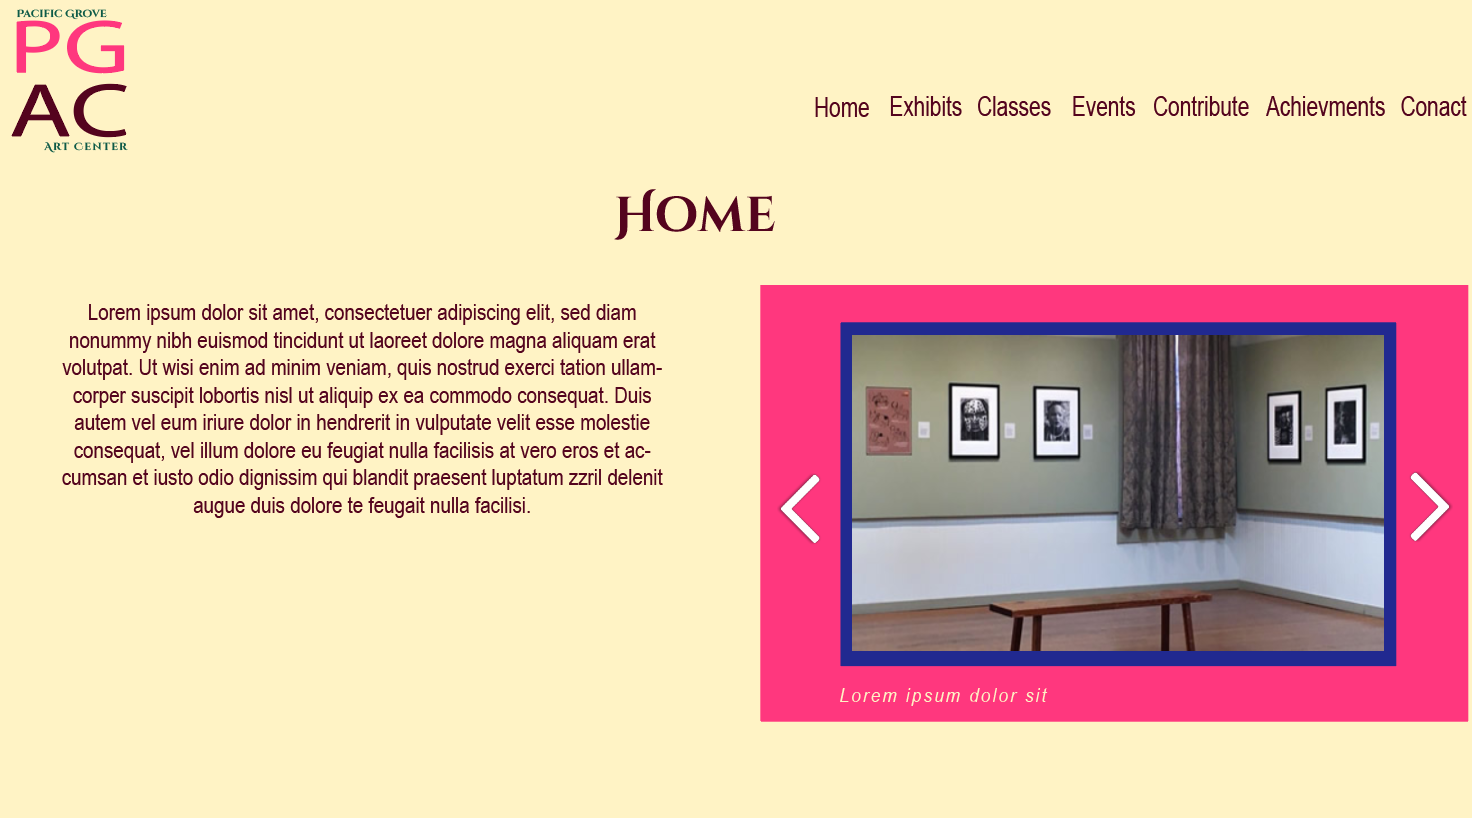 PACIFIC GROVE
PG
AC
ART CENTER
Home Exhibits Classes Events Contribute Achievments Conact
HOME
Lorem ipsum dolor sit amet, consectetuer adipiscing elit, sed diam
nonummy nibh euismod tincidunt ut laoreet dolore magna aliquam erat
volutpat. Ut wisi enim ad minim veniam, quis nostrud exerci tation ullam-
corper suscipit lobortis nisl ut aliquip ex ea commodo consequat. Duis
autem vel eum iriure dolor in hendrerit in vulputate velit esse molestie
consequat, vel illum dolore eu feugiat nulla facilisis at vero eros et ac-
cumsan et iusto odio dignissim qui blandit praesent luptatum zzril delenit
augue duis dolore te feugait nulla facilisi.
Lorem ipsum dolor sit